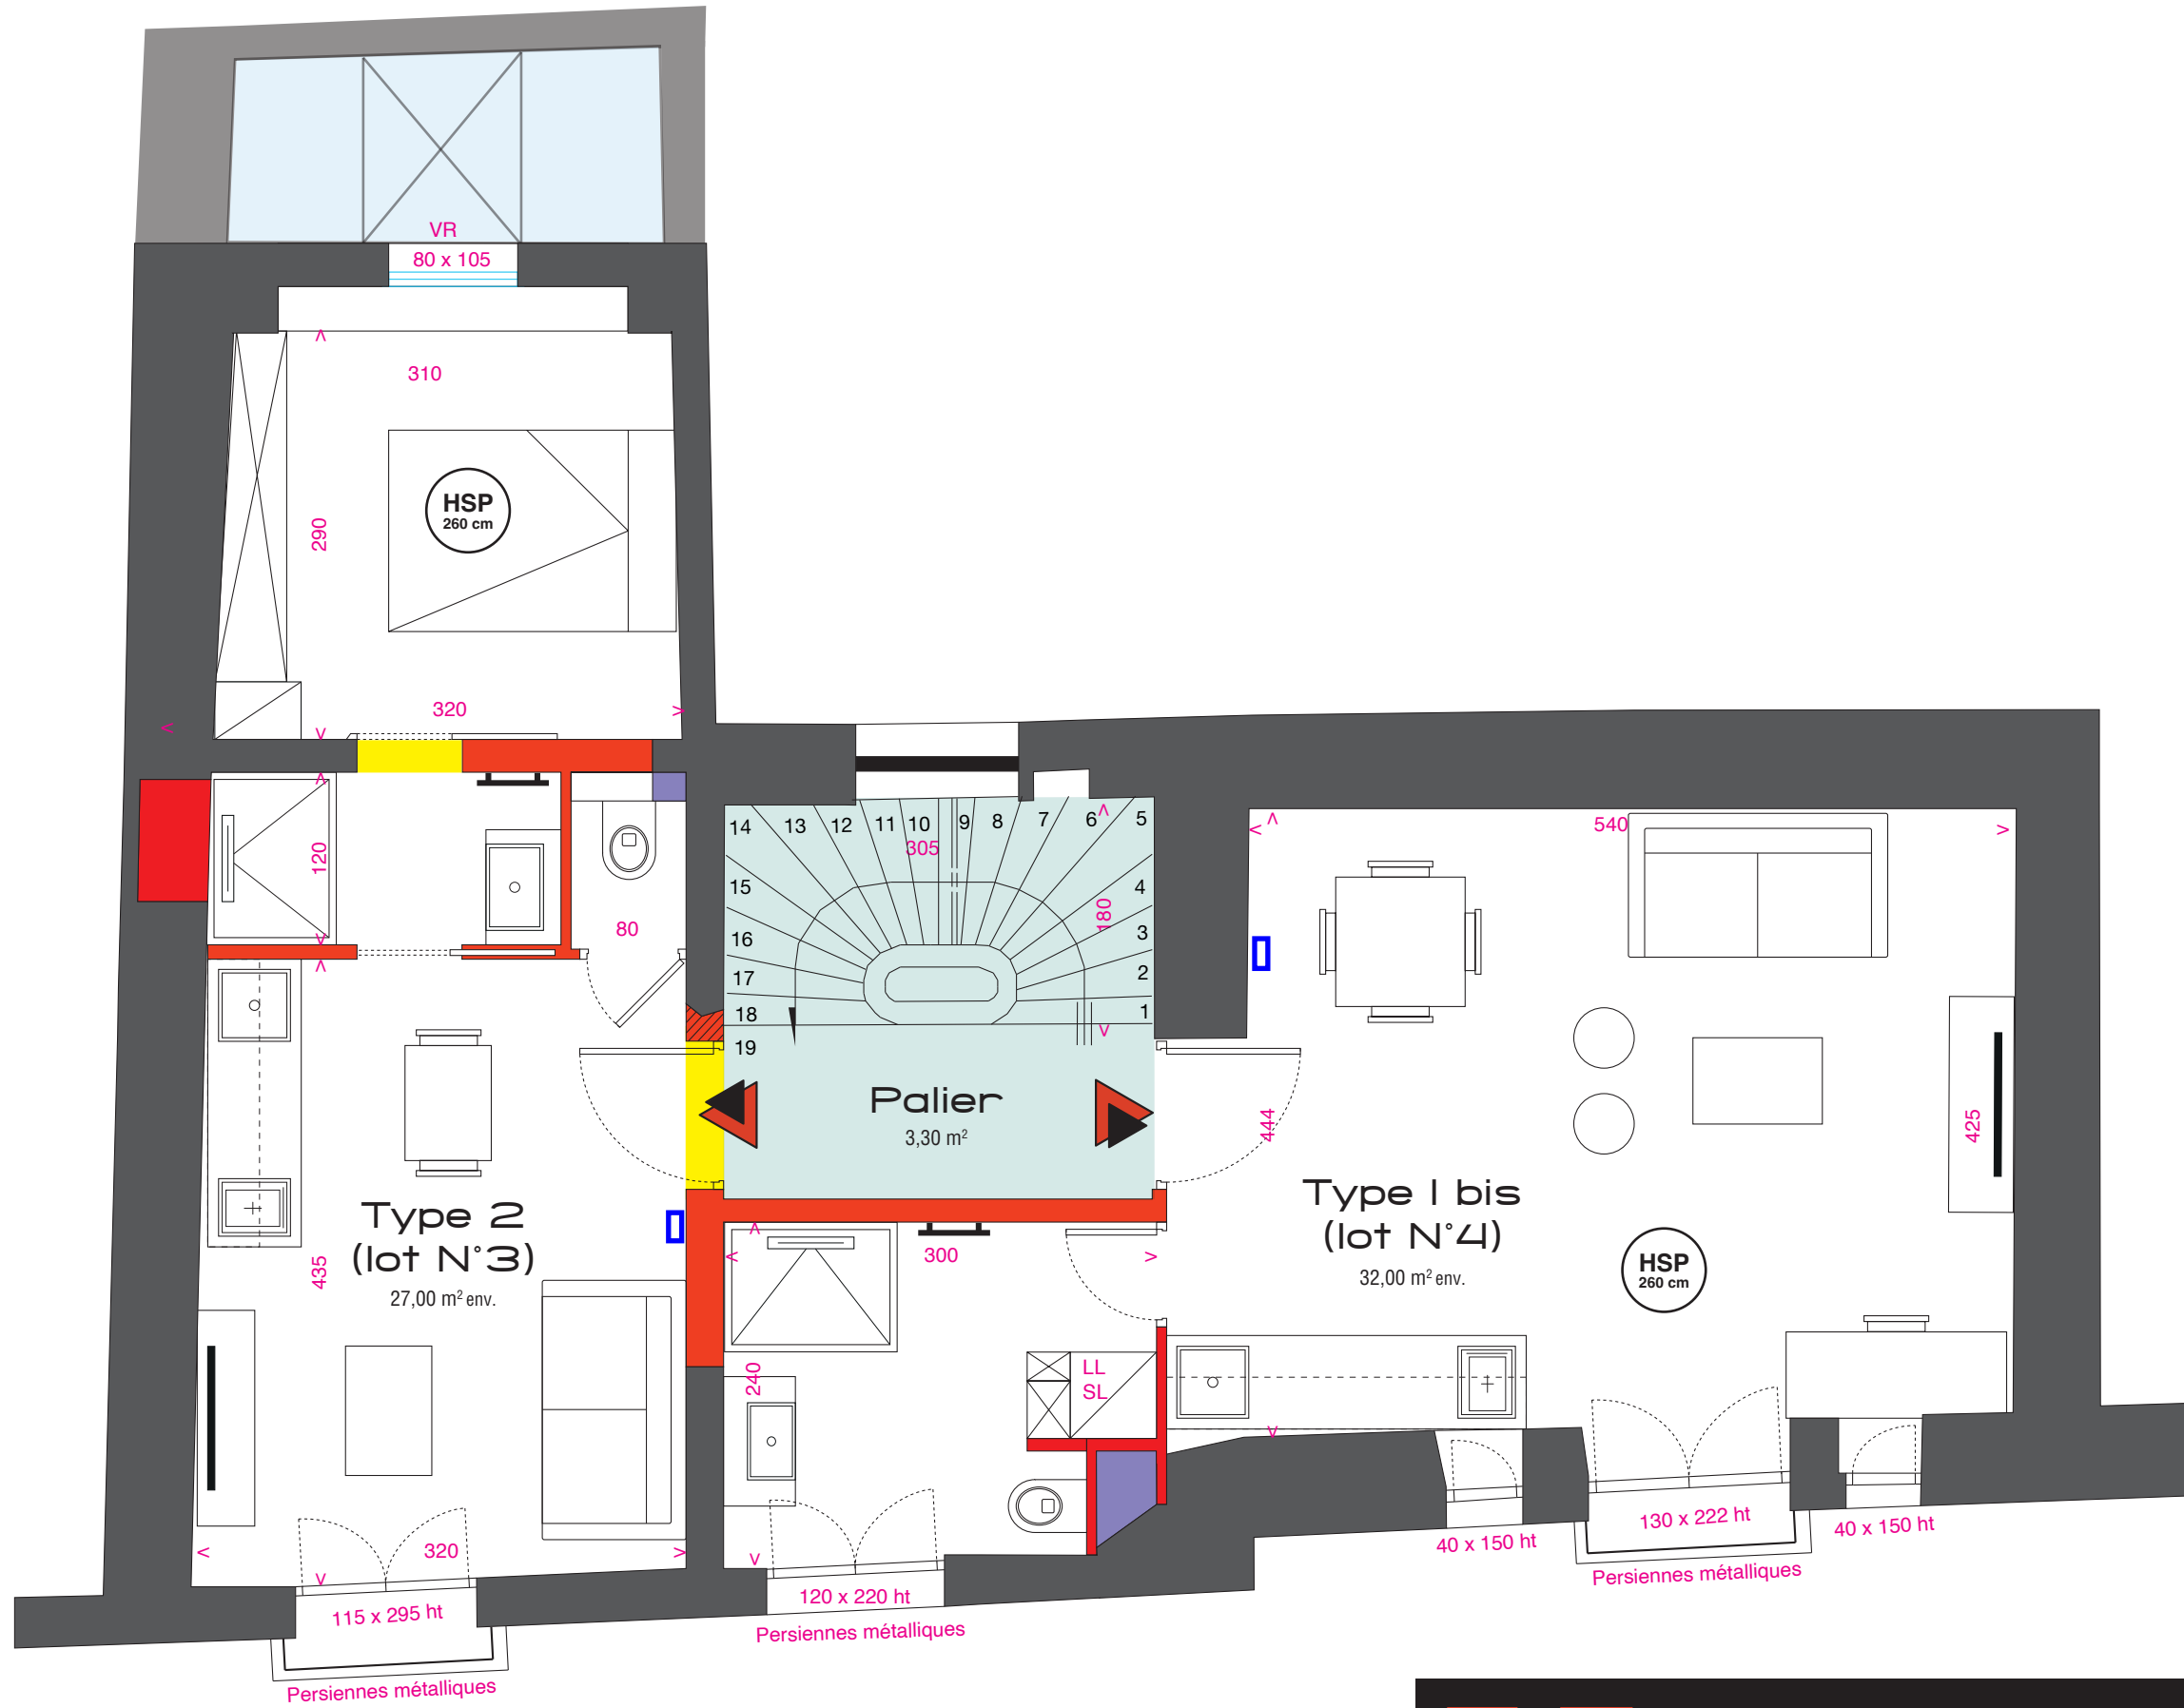 VR
80 x 105
310
HSP
260 cm
290
320
120
80
14
13
12
11
10
9
8
7
6
5
305
15
4
180
16
3
17
2
18
1
19
540
Palier
3,30 m²
444
425
Type 2
(lot N°3)
27,00 m² env.
435
300
Type 1 bis
(lot N°4)
32,00 m² env.
HSP
260 cm
240
LL
SL
320
115 x 295 ht
Persiennes métalliques
120 x 220 ht
Persiennes métalliques
40 x 150 ht
130 x 222 ht
40 x 150 ht
Persiennes métalliques